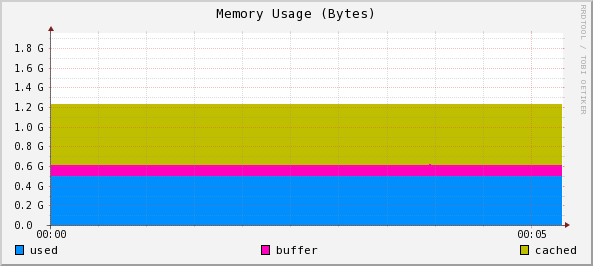 Memory Usage (Bytes)
RRDTOOL / TOBI OETIKER
1.8 G
1.6 G
1.4 G
1.2 G
1.0 G
0.8 G
0.6 G
0.4 G
0.2 G
0.0
00:00 00:05
used buffer cached